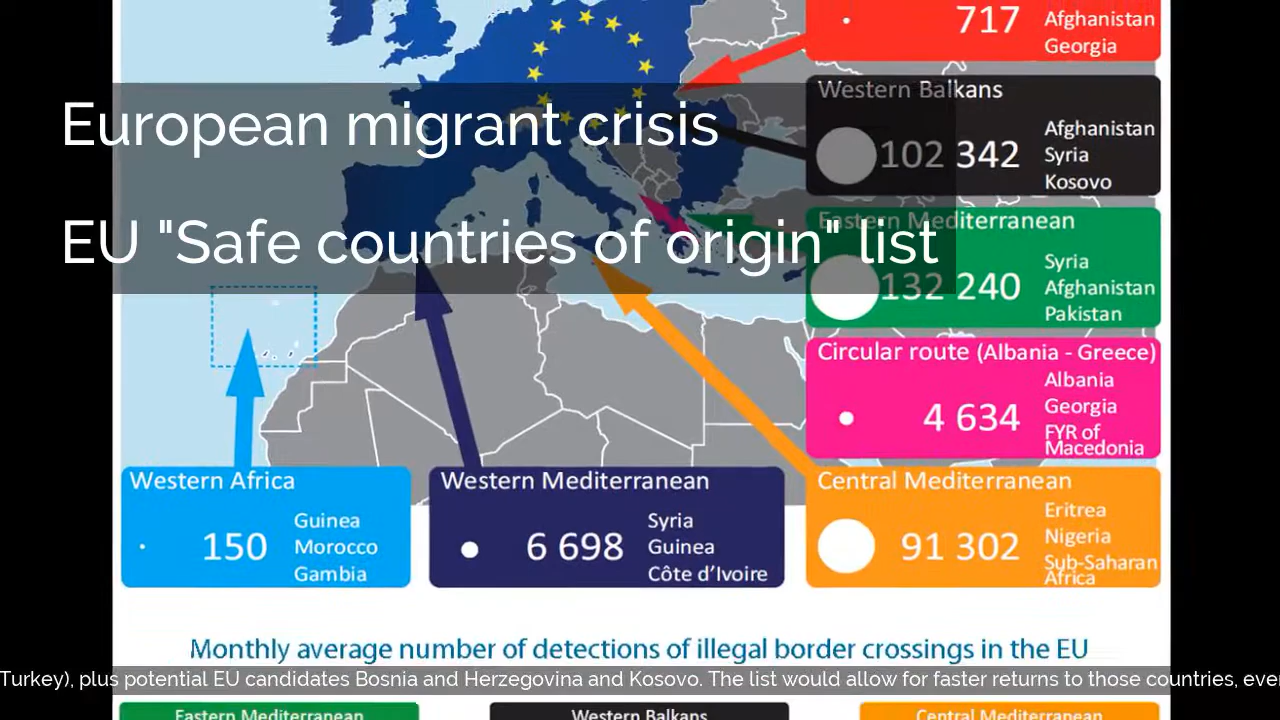 717
Afghanistan
Georgia
European migrant crisis
EU "Safe countries of origin" list
Western Balkans
102 342
Afghanistan
Syria
Kosovo
Eastern Mediterranean
132 240
Syria
Afghanistan
Pakistan
Circular route (Albania - Greece)
4 634
Albania
Georgia
FYR of
Macedonia
Western Africa
150
Guinea
Morocco
Gambia
Western Mediterranean
6 698
Syria
Guinea
Côte d'Ivoire
Central Mediterranean
91 302
Eritrea
Nigeria
Sub-Saharan
Africa
Monthly average number of detections of illegal border crossings in the EU
Turkey), plus potential EU candidates Bosnia and Herzegovina and Kosovo. The list would allow for faster returns to those countries, ever
Eastern Mediterranean
Western Balkans
Central Mediterranean